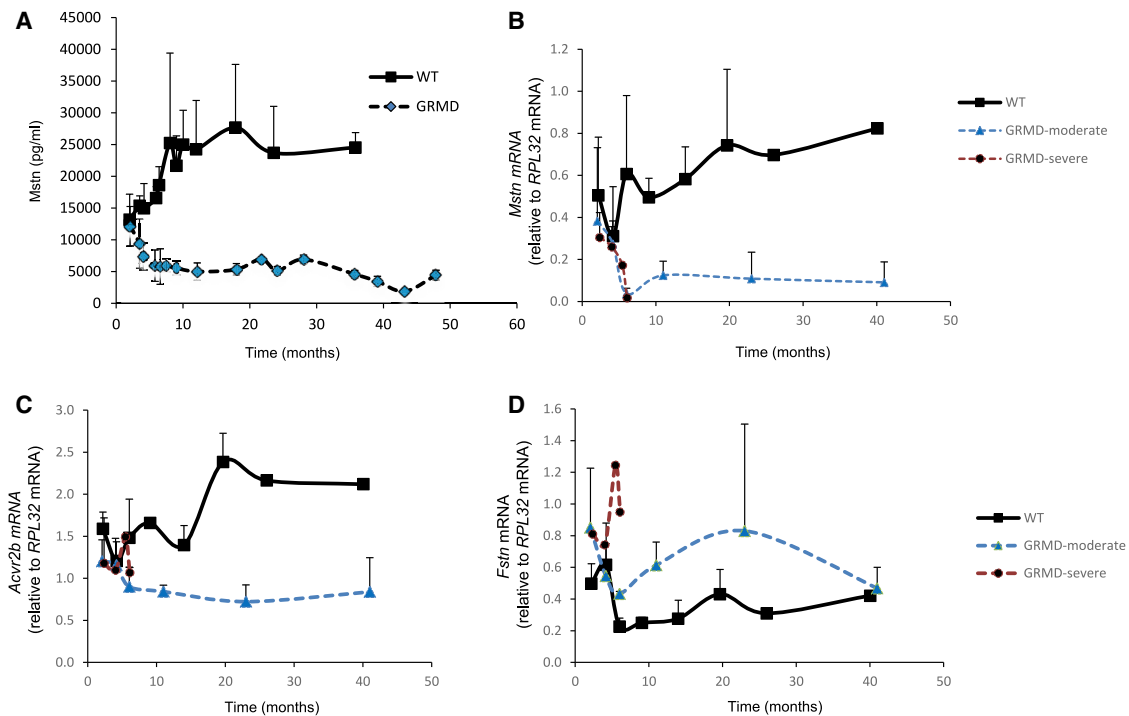 A
45000
40000
35000
30000
25000
20000
15000
10000
5000
0
Mstn (pg/ml)
0 10 20 30 40 50 60
Time (months)
WT
GRMD
B
1.2
1.0
0.8
0.6
0.4
0.2
0.0
Mstn mRNA
(relative to RPL32 mRNA)
0 10 20 30 40 50
Time (months)
WT
GRMD-moderate
GRMD-severe
C
3.0
2.5
2.0
1.5
1.0
0.5
0.0
Acvr2b mRNA
(relative to RPL32 mRNA)
0 10 20 30 40 50
Time (months)
D
1.6
1.4
1.2
1.0
0.8
0.6
0.4
0.2
0.0
Fstn mRNA
(relative to RPL32 mRNA)
0 10 20 30 40 50
Time (months)
WT
GRMD-moderate
GRMD-severe